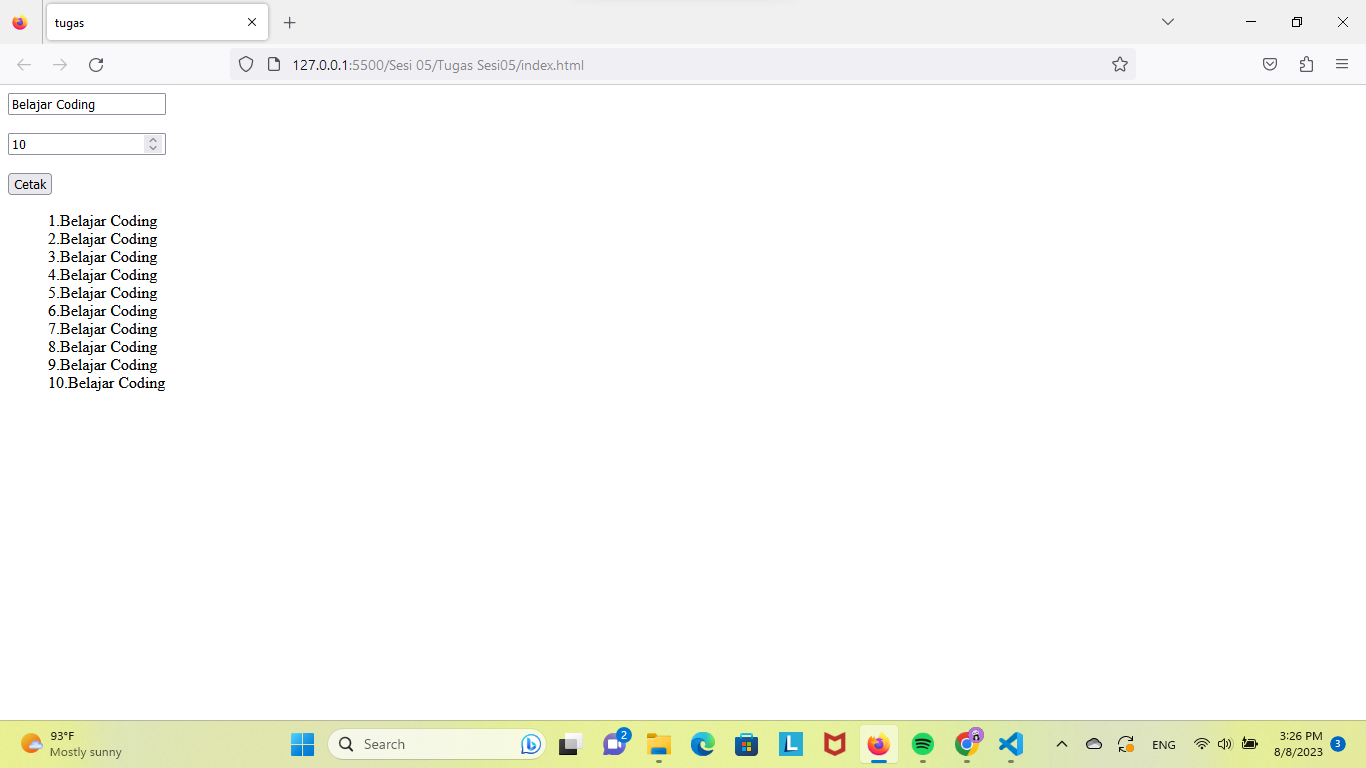 tugas
127.0.0.1:5500/Sesi 05/Tugas Sesi05/index.html
Belajar Coding
10
Cetak
1.Belajar Coding
2.Belajar Coding
3.Belajar Coding
4.Belajar Coding
5.Belajar Coding
6.Belajar Coding
7.Belajar Coding
8.Belajar Coding
9.Belajar Coding
10.Belajar Coding
93°F
Mostly sunny
Search
2
L
ENG
3:26 PM
8/8/2023
3